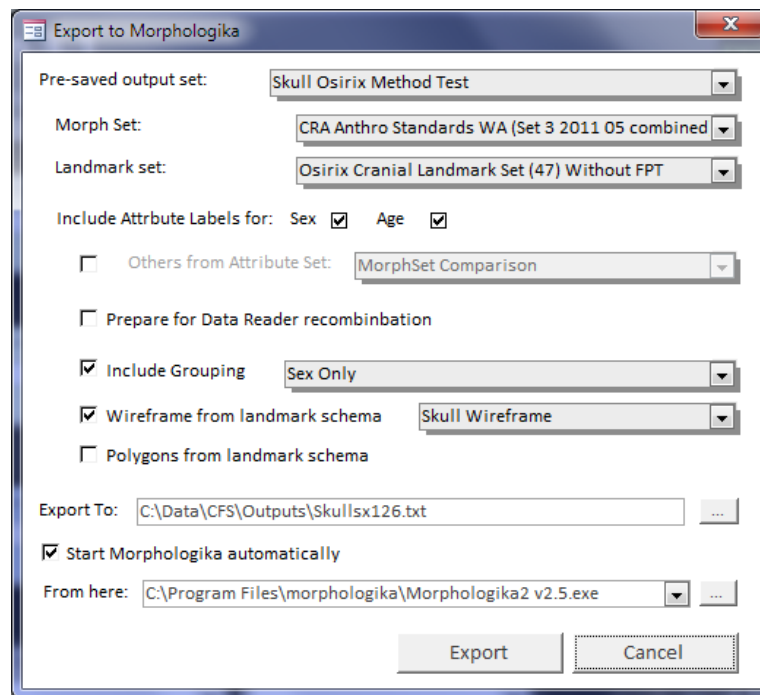 Export to Morphologika
Pre-saved output set: Skull Osirix Method Test
Morph Set: CRA Anthro Standards WA (Set 3 2011 05 combined
Landmark set: Osirix Cranial Landmark Set (47) Without FPT
Include Attrbute Labels for: Sex Age
Others from Attribute Set: MorphSet Comparison
Prepare for Data Reader recombinbation
Include Grouping Sex Only
Wireframe from landmark schema Skull Wireframe
Polygons from landmark schema
Export To: C:\Data\CFS\Outputs\Skullsx126.txt ...
Start Morphologika automatically
From here: C:\Program Files\morphologika\Morphologika2 v2.5.exe ...
Export Cancel